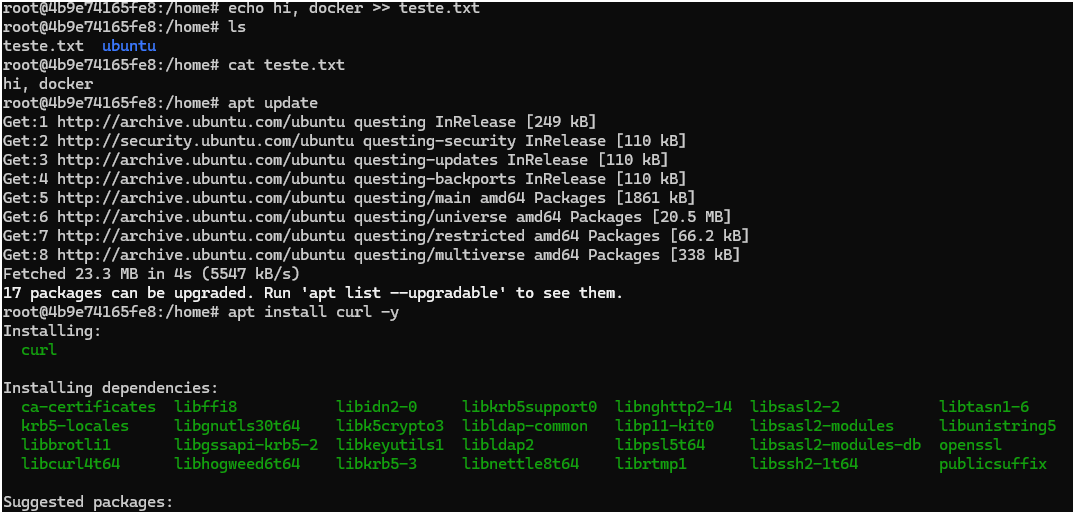 root@4b9e74165fe8:/home# echo hi, docker >> teste.txt
root@4b9e74165fe8:/home# ls
teste.txt  ubuntu
root@4b9e74165fe8:/home# cat teste.txt
hi, docker
root@4b9e74165fe8:/home# apt update
Get:1 http://archive.ubuntu.com/ubuntu questing InRelease [249 kB]
Get:2 http://security.ubuntu.com/ubuntu questing-security InRelease [110 kB]
Get:3 http://archive.ubuntu.com/ubuntu questing-updates InRelease [110 kB]
Get:4 http://archive.ubuntu.com/ubuntu questing-backports InRelease [110 kB]
Get:5 http://archive.ubuntu.com/ubuntu questing/main amd64 Packages [1861 kB]
Get:6 http://archive.ubuntu.com/ubuntu questing/universe amd64 Packages [20.5 MB]
Get:7 http://archive.ubuntu.com/ubuntu questing/restricted amd64 Packages [66.2 kB]
Get:8 http://archive.ubuntu.com/ubuntu questing/multiverse amd64 Packages [338 kB]
Fetched 23.3 MB in 4s (5547 kB/s)
17 packages can be upgraded. Run 'apt list --upgradable' to see them.
root@4b9e74165fe8:/home# apt install curl -y
Installing:
  curl

Installing dependencies:
  ca-certificates  libffi8           libidn2-0    libkrb5support0  libnghttp2-14  libsasl2-2           libtasn1-6
  krb5-locales     libgnutls30t64    libk5crypto3  libldap-common   libp11-kit0    libsasl2-modules     libunistring5
  libbrotli1       libgssapi-krb5-2  libkeyutils1  libldap2         libpsl5t64     libsasl2-modules-db  openssl
  libcurl4t64      libhogweed6t64    libkrb5-3     libnettle8t64    librtmp1       libssh2-1t64         publicsuffix

Suggested packages: